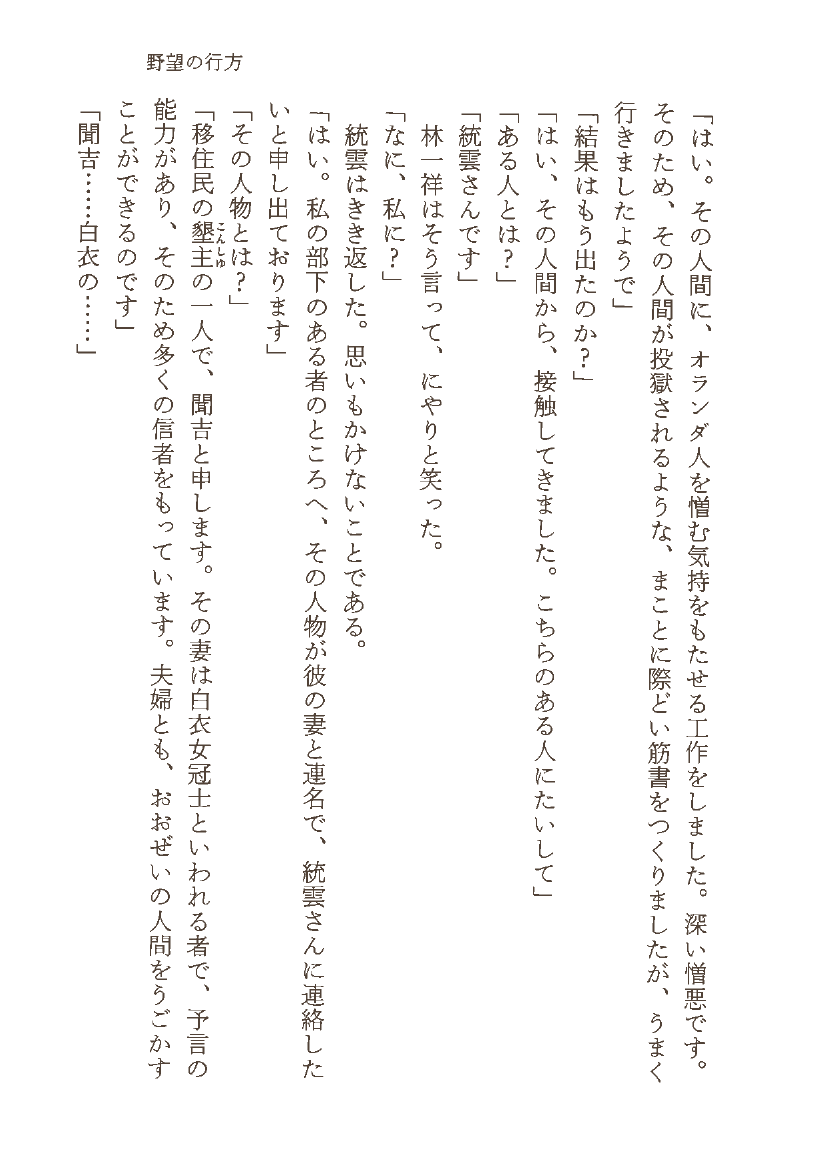 野望の行方
「はい。その人間に、オランダ人を憎む気持をもたせる工作をしました。深い憎悪です。
そのため、その人間が投獄されるような、まことに際どい筋書をつくりましたが、うまく
行きましたようで」
「結果はもう出たのか?」
「はい、その人間から、接触してきました。こちらのある人にたいして」
「ある人とは?」
「統雲さんです」
林一祥はそう言って、にやりと笑った。
「なに、私に?」
統雲はきき返した。思いもかけないことである。
「はい。私の部下のある者のところへ、その人物が彼の妻と連名で、統雲さんに連絡した
いと申し出ております」
「その人物とは?」
「移住民の墾主こんしゅの一人で、聞吉と申します。その妻は白衣女冠士といわれる者で、予言の
能力があり、そのため多くの信者をもっています。夫婦とも、おおぜいの人間をうごかす
ことができるのです」
「聞吉……白衣の……」